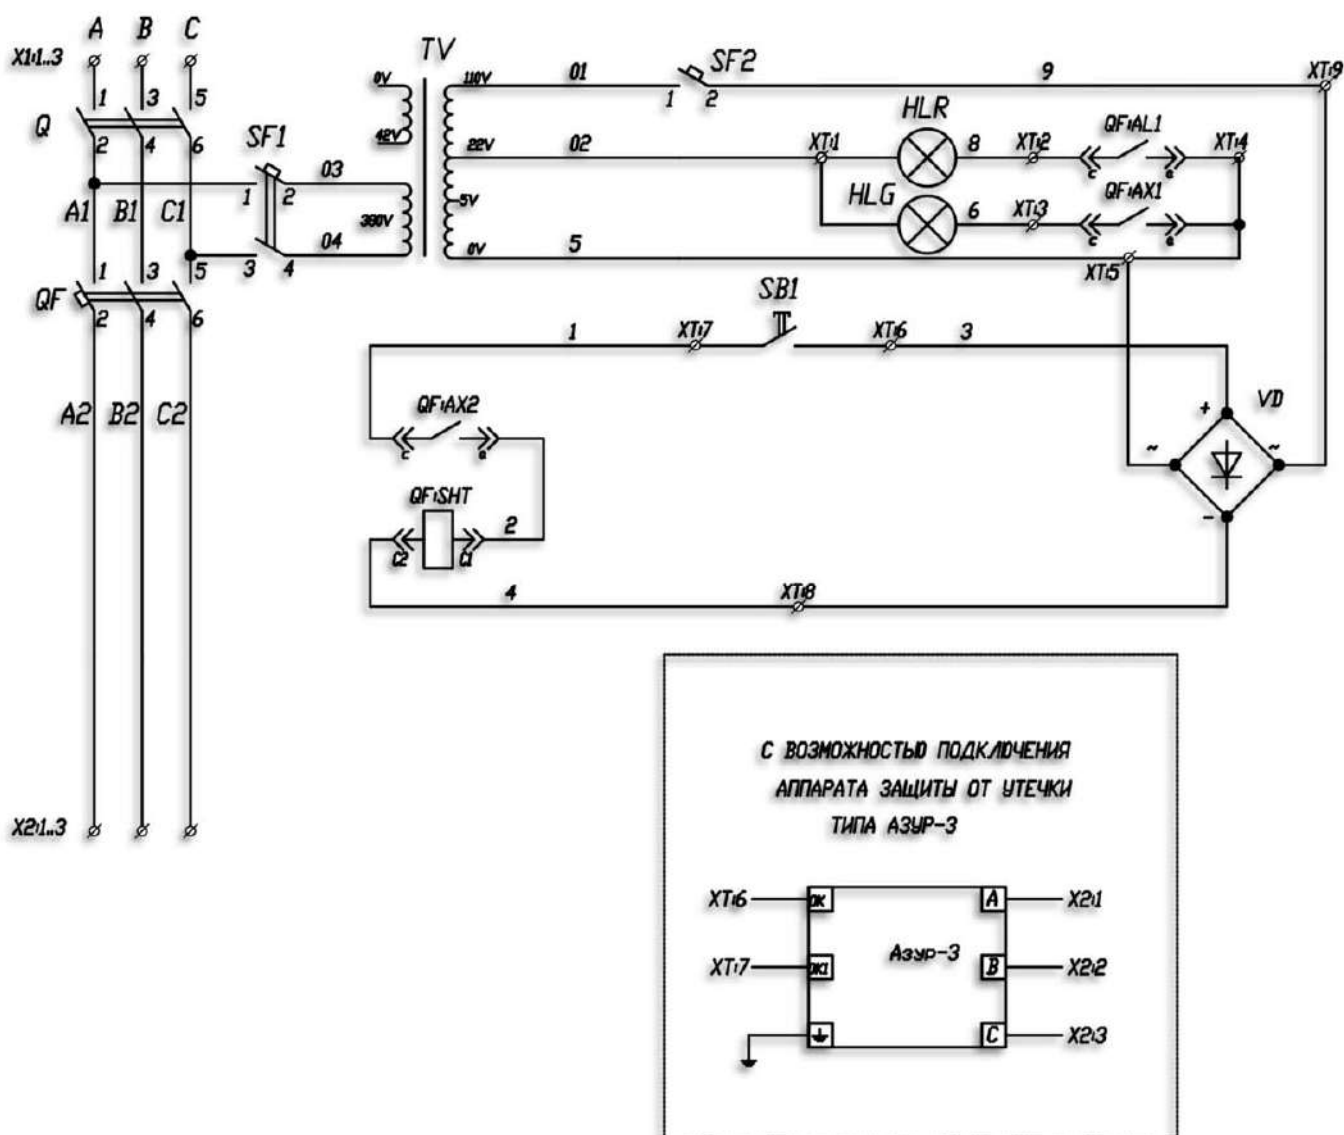 A B C
X1:1..3
1 3 5
Q
2 4 6
SF1
1 2
03
3 4
04
A1 B1 C1
1 3 5
QF
2 4 6
A2 B2 C2
X2:1..3
TV
0V
42V
380V
110V
22V
5V
0V
01
SF2
1 2
9
XT:9
02
XT:1
HLR
8
XT:2
QF:AL1
c a
XT:4
HLG
6
XT:3
QF:AX1
c a
5
XT:5
SB1
1
XT:7
XT:6
3
QF:AX2
c a
QF:SHT
C2 C1
2
4
XT:8
VD
+
~ ~
-
С ВОЗМОЖНОСТЬЮ ПОДКЛЮЧЕНИЯ
АППАРАТА ЗАЩИТЫ ОТ УТЕЧКИ
ТИПА АЗУР-3
XT:6 ДК A X2:1
XT:7 ДК1 Азур-3 B X2:2
C X2:3